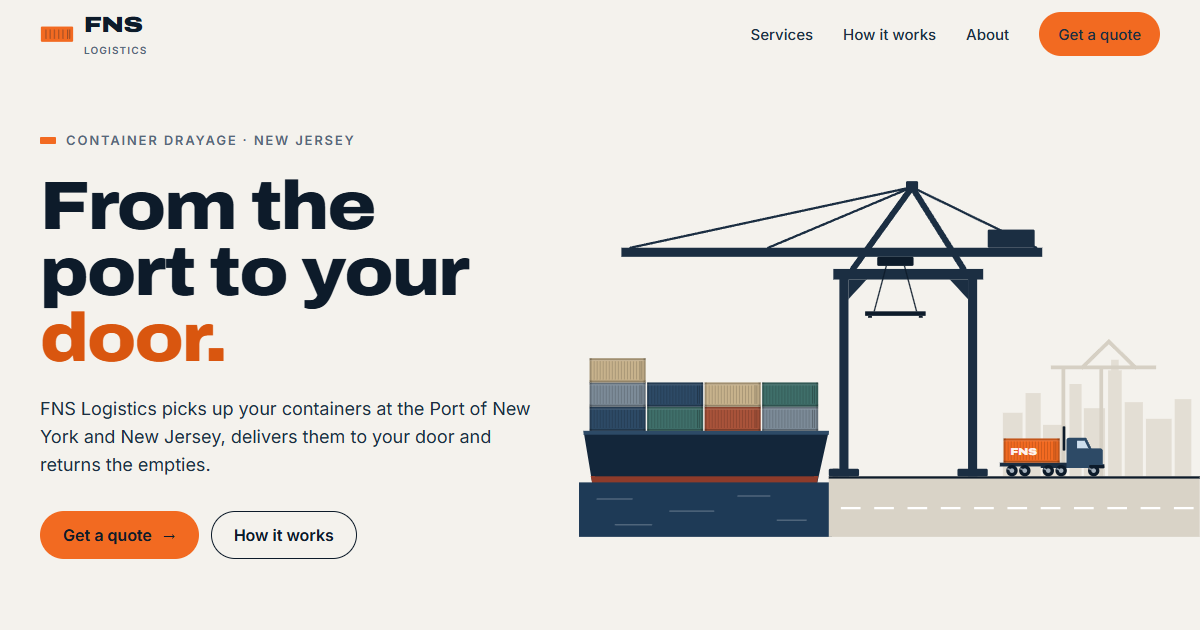 FNS
LOGISTICS
Services
How it works
About
Get a quote
CONTAINER DRAYAGE · NEW JERSEY
From the
port to your
door.
FNS Logistics picks up your containers at the Port of New
York and New Jersey, delivers them to your door and
returns the empties.
Get a quote →
How it works
FNS